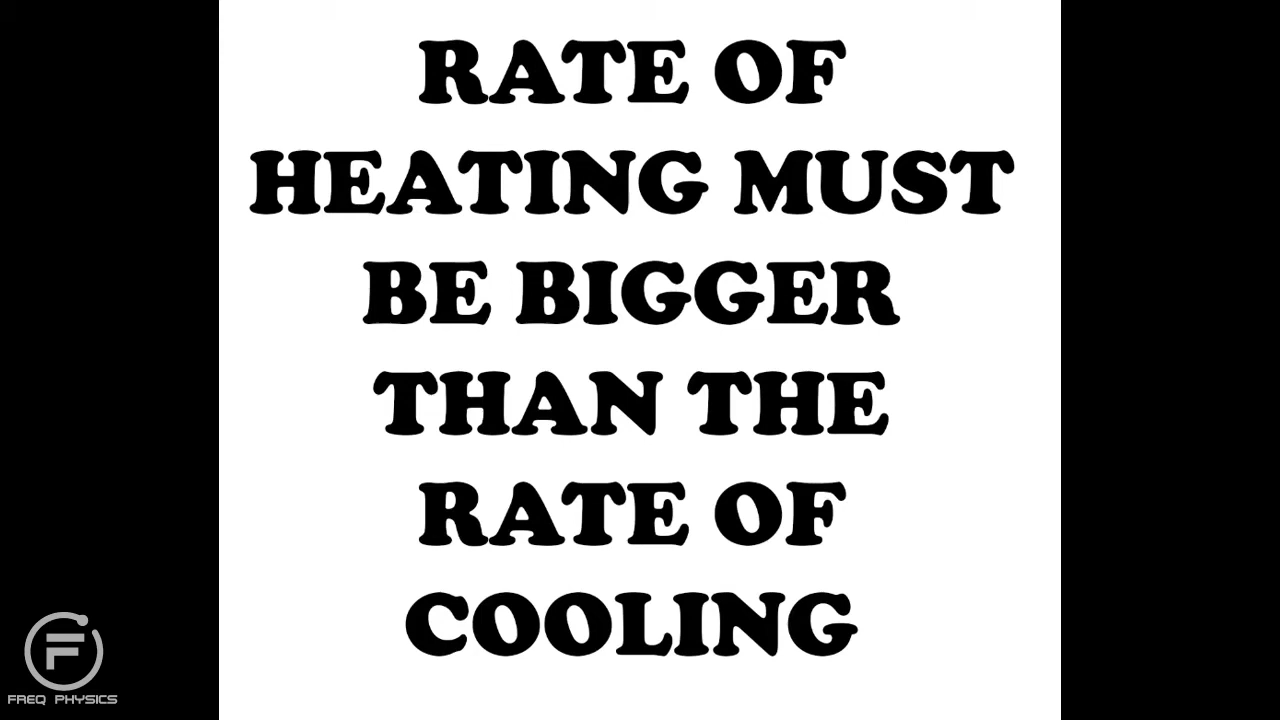 RATE OF
HEATING MUST
BE BIGGER
THAN THE
RATE OF
COOLING
FREQ PHYSICS